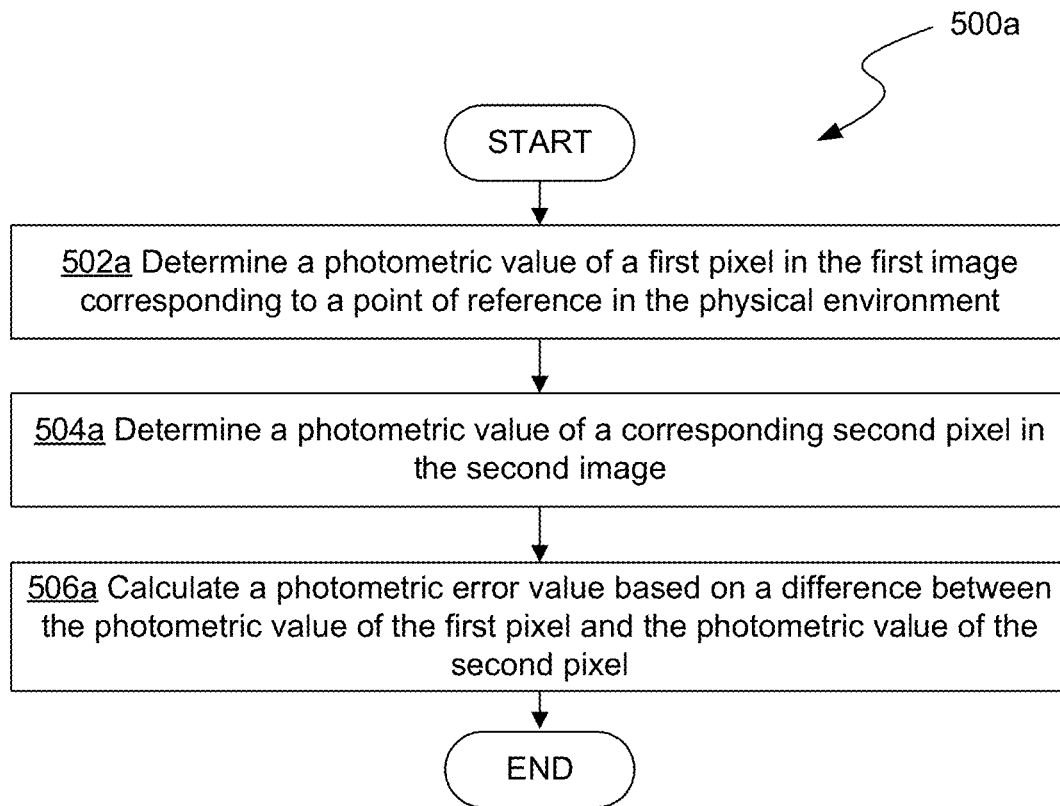 500a
START
502a Determine a photometric value of a first pixel in the first image
corresponding to a point of reference in the physical environment
504a Determine a photometric value of a corresponding second pixel in
the second image
506a Calculate a photometric error value based on a difference between
the photometric value of the first pixel and the photometric value of the
second pixel
END